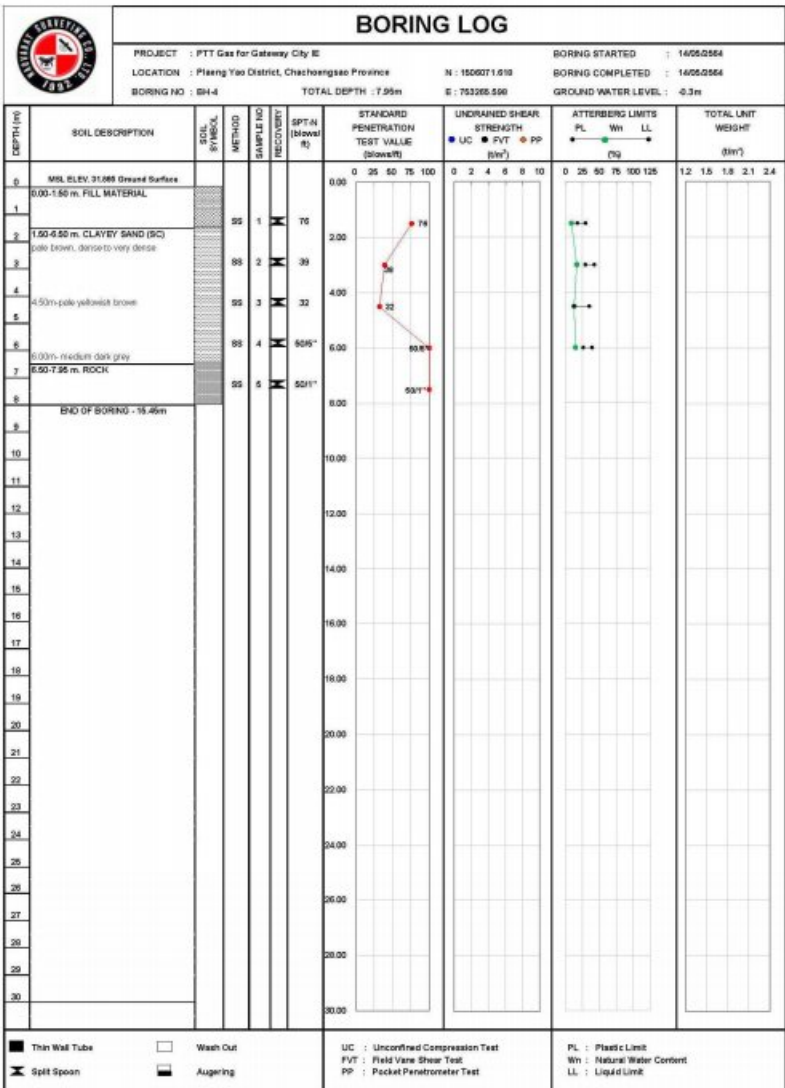 BORING LOG
PROJECT : PTT Gas for Gateway City IE
BORING STARTED : 14/05/2564
LOCATION : Plaeng Yao District, Chachoengsao Province
N : 1506071.618
BORING COMPLETED : 14/05/2564
BORING NO : BH-4
TOTAL DEPTH : 7.95m
E : 753265.598
GROUND WATER LEVEL : -0.3m
DEPTH (m)
SOIL DESCRIPTION
SOIL SYMBOL
METHOD
SAMPLE NO
RECOVERY
SPT-N (blows/ft)
STANDARD PENETRATION TEST VALUE (blows/ft)
UNDRAINED SHEAR STRENGTH
UC FVT PP
(t/m²)
ATTERBERG LIMITS
PL Wn LL
(%)
TOTAL UNIT WEIGHT
(t/m³)
0 25 50 75 100
0 2 4 6 8 10
0 25 50 75 100 125
1.2 1.5 1.8 2.1 2.4
0 MSL ELEV. 31.865 Ground Surface
0.00
0.00-1.50 m. FILL MATERIAL
1
SS 1 76
76
2
1.50-6.50 m. CLAYEY SAND (SC)
2.00
pale brown, dense to very dense
3
SS 2 39
39
4
4.00
4.50m-pale yellowish brown
SS 3 32
32
5
6
SS 4 50/5"
50/5"
6.00
6.00m- medium dark grey
7
6.50-7.95 m. ROCK
SS 5 50/1"
50/1"
8
8.00
END OF BORING - 15.45m
9
10
10.00
11
12
12.00
13
14
14.00
15
16
16.00
17
18
18.00
19
20
20.00
21
22
22.00
23
24
24.00
25
26
26.00
27
28
28.00
29
30
30.00
Thin Wall Tube
Wash Out
UC : Unconfined Compression Test
PL : Plastic Limit
FVT : Field Vane Shear Test
Wn : Natural Water Content
Split Spoon
Augering
PP : Pocket Penetrometer Test
LL : Liquid Limit